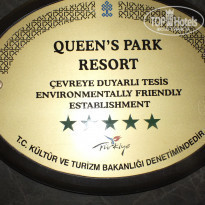 TOP HOTELS
QUEEN'S PARK
RESORT
ÇEVREYE DUYARLI TESİS
ENVIRONMENTALLY FRIENDLY
ESTABLISHMENT
Türkiye
T.C. KÜLTÜR VE TURİZM BAKANLIĞI DENETİMİNDEDİR